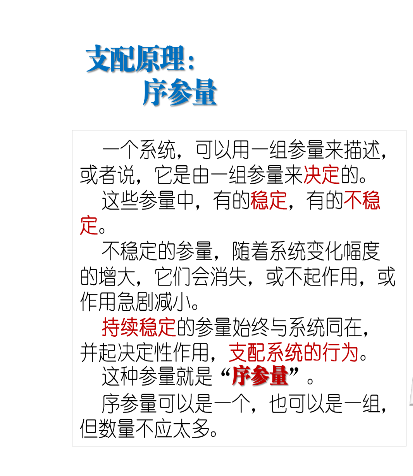 支配原理：
序参量
一个系统，可以用一组参量来描述，
或者说，它是由一组参量来决定的。
这些参量中，有的稳定，有的不稳
定。
不稳定的参量，随着系统变化幅度
的增大，它们会消失，或不起作用，或
作用急剧减小。
持续稳定的参量始终与系统同在，
并起决定性作用，支配系统的行为。
这种参量就是“序参量”。
序参量可以是一个，也可以是一组，
但数量不应太多。